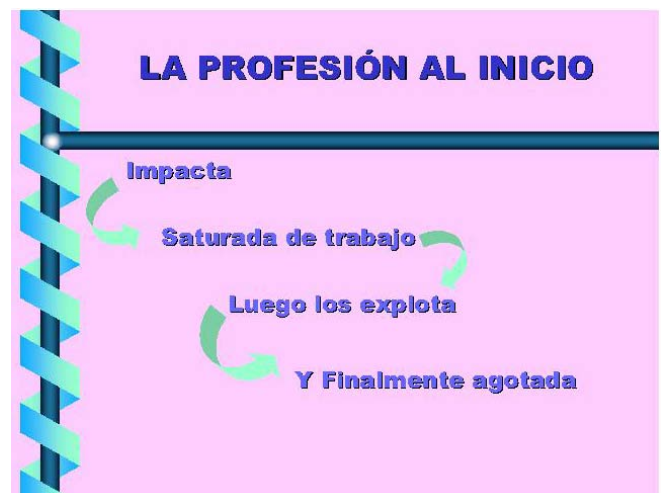 LA PROFESIÓN AL INICIO
Impacta
Saturada de trabajo
Luego los explota
Y Finalmente agotada